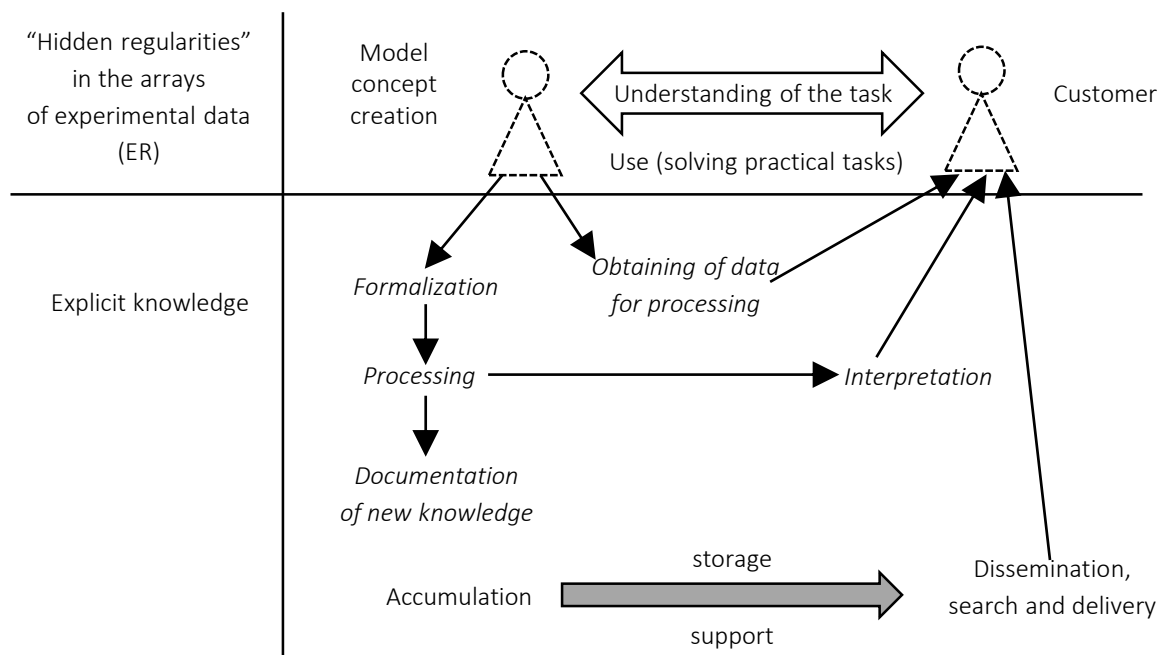 “Hidden regularities”
in the arrays
of experimental data
(ER)
Model
concept
creation
Understanding of the task
Use (solving practical tasks)
Customer
Explicit knowledge
Formalization
Obtaining of data
for processing
Processing
Interpretation
Documentation
of new knowledge
Accumulation
storage
support
Dissemination,
search and delivery